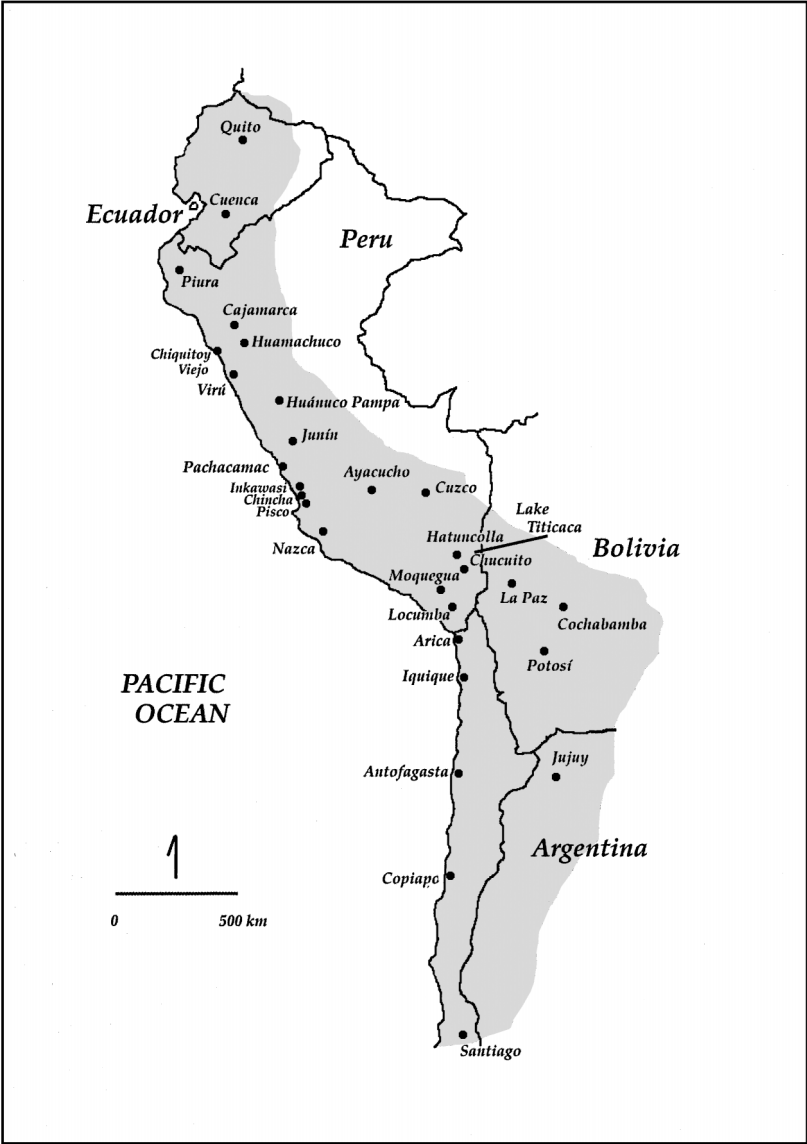 Quito
Cuenca
Ecuador
Peru
Piura
Cajamarca
Huamachuco
Chiquitoy
Viejo
Virú
Huánuco Pampa
Junín
Pachacamac
Ayacucho
Inkawasi
Cuzco
Chincha
Pisco
Lake
Titicaca
Nazca
Hatuncolla
Bolivia
Chucuito
Moquegua
La Paz
Locumba
Cochabamba
Arica
Potosí
Iquique
PACIFIC
OCEAN
Jujuy
Antofagasta
Argentina
Copiapo
0 500 km
Santiago